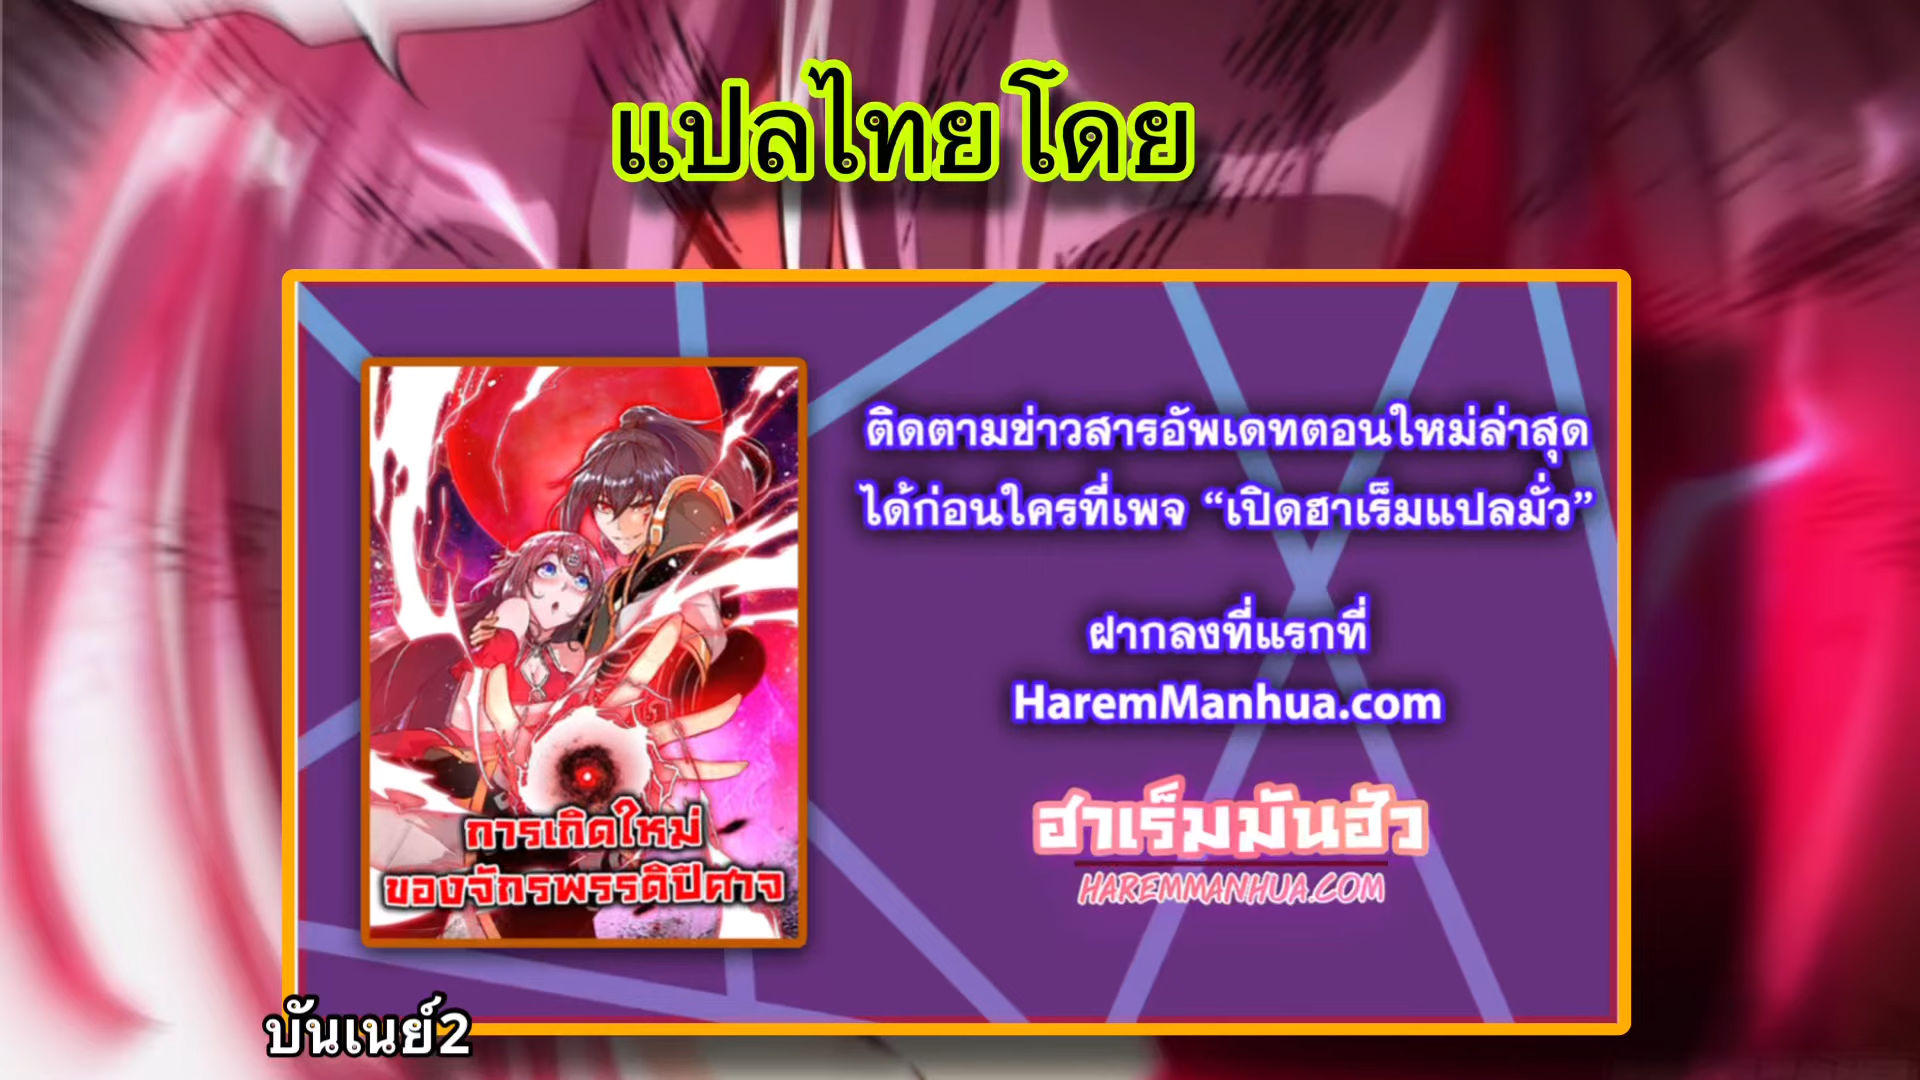 แปลไทยโดย
ติดตามข่าวสารอัพเดทตอนใหม่ล่าสุด
ได้ก่อนใครที่เพจ “เปิดฮาเร็มแปลมั่ว”
ฝากลงที่แรกที่
HaremManhua.com
ฮาเร็มมันฮัว
HAREMMANHUA.COM
การเกิดใหม่
ของจักรพรรดิปีศาจ
บันเนย์2